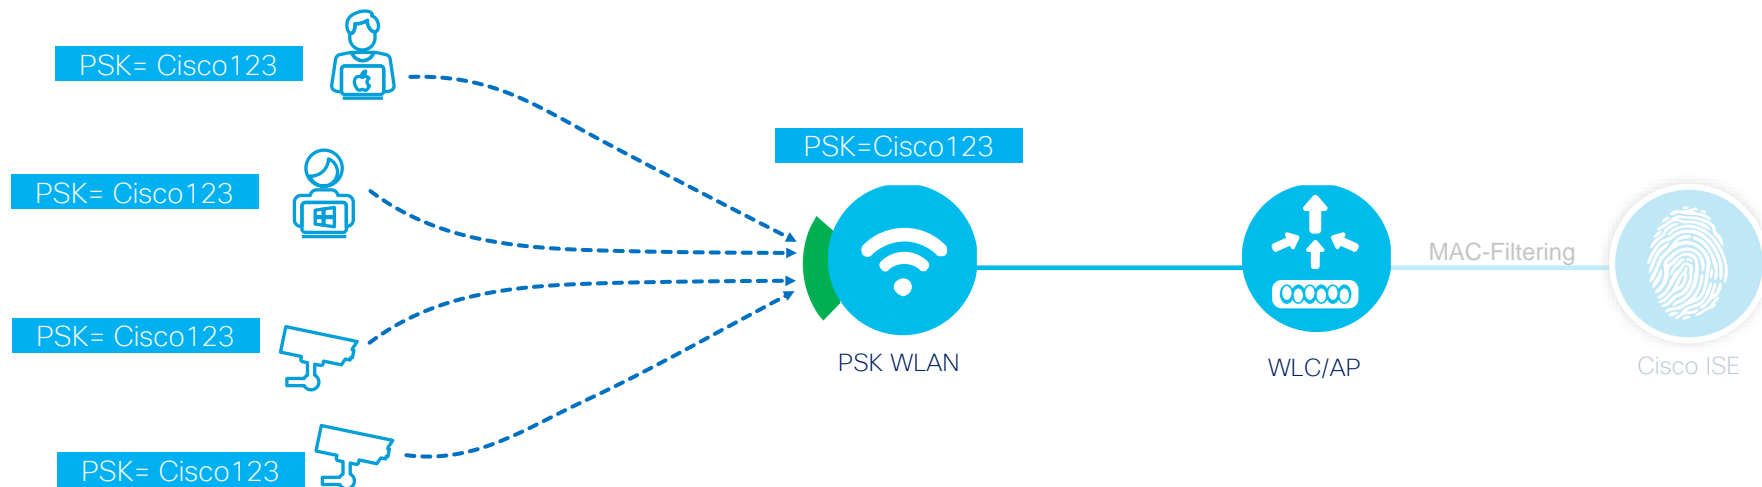 PSK= Cisco123
PSK=Cisco123
PSK= Cisco123
MAC-Filtering
PSK= Cisco123
PSK WLAN
WLC/AP
Cisco ISE
PSK= Cisco123